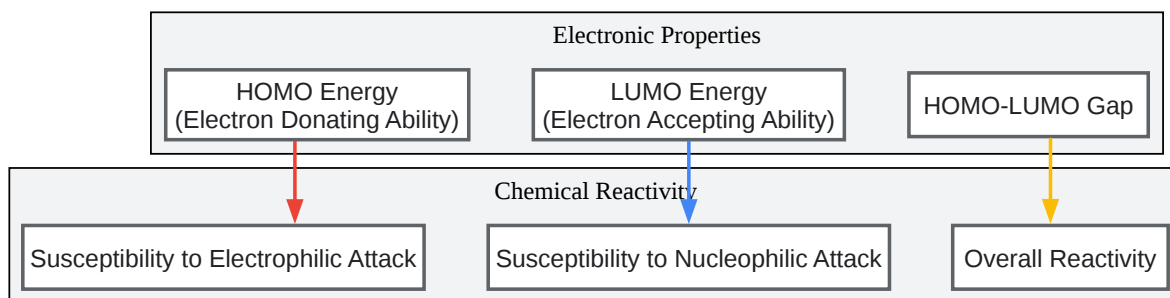 Electronic Properties
HOMO Energy
(Electron Donating Ability)
LUMO Energy
(Electron Accepting Ability)
HOMO-LUMO Gap
Chemical Reactivity
Susceptibility to Electrophilic Attack
Susceptibility to Nucleophilic Attack
Overall Reactivity